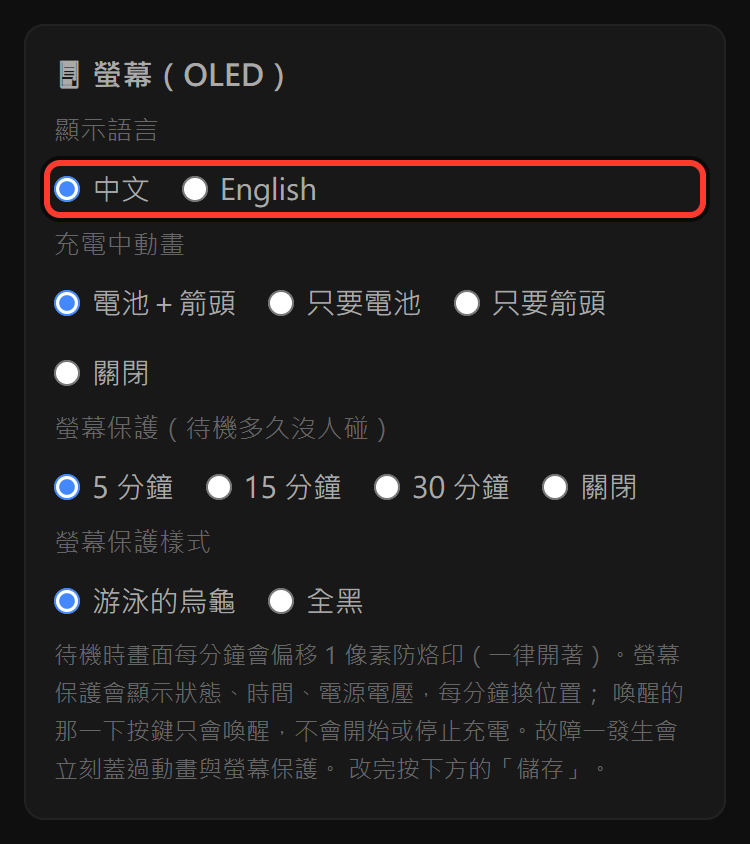 螢幕（OLED）
顯示語言
中文 English
充電中動畫
電池＋箭頭 只要電池 只要箭頭
關閉
螢幕保護（待機多久沒人碰）
5 分鐘 15 分鐘 30 分鐘 關閉
螢幕保護樣式
游泳的烏龜 全黑
待機時畫面每分鐘會偏移 1 像素防烙印（一律開著）。螢幕
保護會顯示狀態、時間、電源電壓，每分鐘換位置； 喚醒的
那一下按鍵只會喚醒，不會開始或停止充電。故障一發生會
立刻蓋過動畫與螢幕保護。 改完按下方的「儲存」。